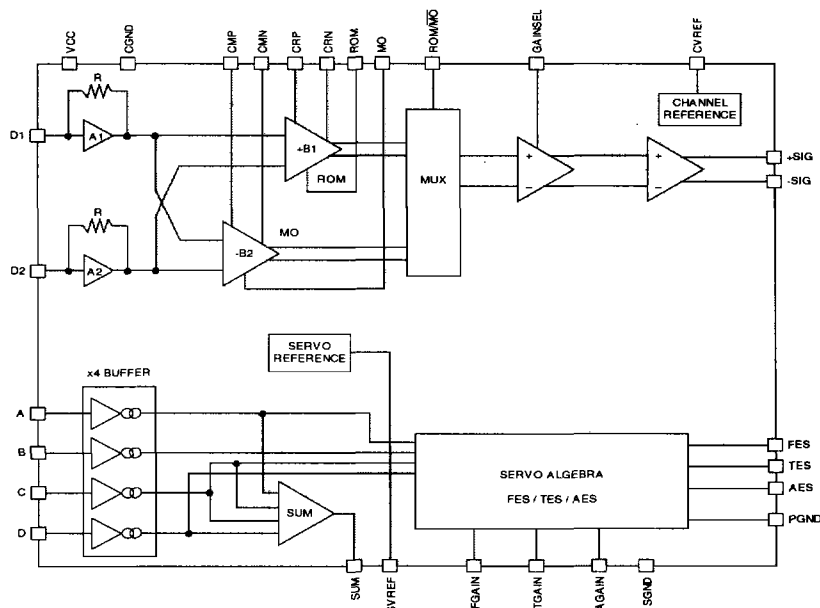 VCC
CGND
CMP
CMN
CRP
CRN
ROM
MO
ROM/MO
GAINSEL
CVREF
R
CHANNEL
REFERENCE
D1
A1
+B1
MUX
+
+
+SIG
−
−
-SIG
ROM
R
MO
D2
A2
-B2
SERVO
REFERENCE
x4 BUFFER
A
B
C
D
SUM
SERVO ALGEBRA
FES / TES / AES
FES
TES
AES
PGND
SUM
SVREF
FGAIN
TGAIN
AGAIN
SGND